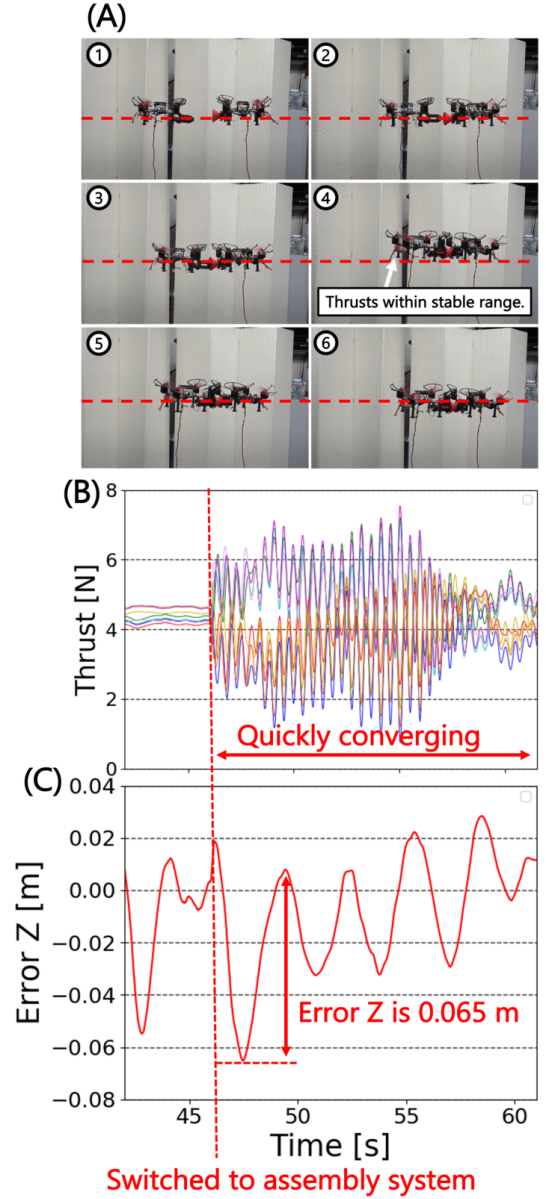 (A)
1
2
3
4
Thrusts within stable range.
5
6
(B)
8
6
4
2
0
Thrust [N]
Quickly converging
(C)
0.04
0.02
0.00
−0.02
−0.04
−0.06
−0.08
Error Z [m]
Error Z is 0.065 m
45
50
55
60
Time [s]
Switched to assembly system